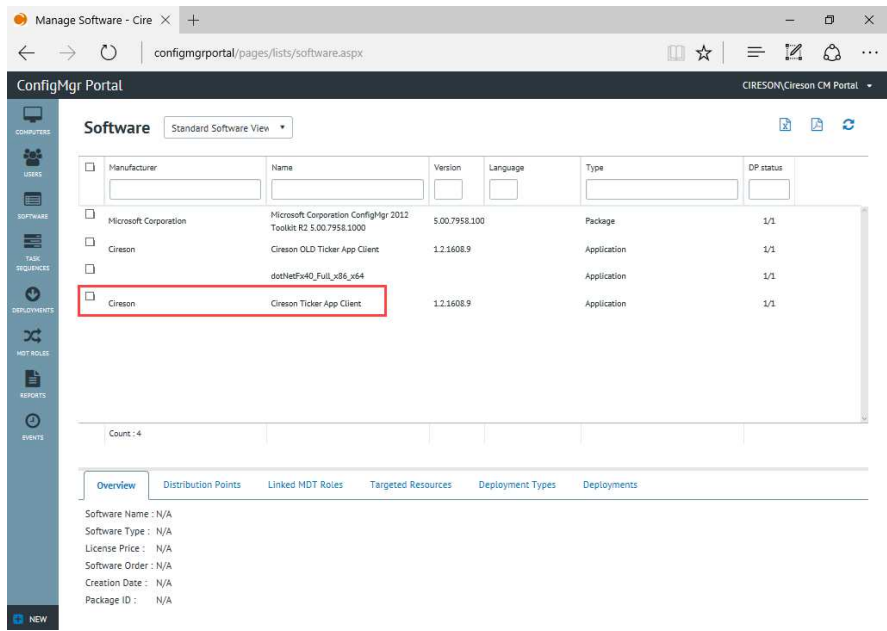 Manage Software - Cire
configmgrportal/pages/lists/software.aspx
ConfigMgr Portal
CIRESON\Cireson CM Portal
COMPUTERS
USERS
SOFTWARE
TASK
SEQUENCES
DEPLOYMENTS
MDT ROLES
REPORTS
EVENTS
NEW
Software
Standard Software View
Manufacturer Name Version Language Type DP status
Microsoft Corporation Microsoft Corporation ConfigMgr 2012 Toolkit R2 5.00.7958.1000 5.00.7958.100 Package 1/1
Cireson Cireson OLD Ticker App Client 1.2.1608.9 Application 1/1
dotNetFx40_Full_x86_x64 Application 1/1
Cireson Cireson Ticker App Client 1.2.1608.9 Application 1/1
Count : 4
Overview Distribution Points Linked MDT Roles Targeted Resources Deployment Types Deployments
Software Name : N/A
Software Type : N/A
License Price : N/A
Software Order : N/A
Creation Date : N/A
Package ID : N/A